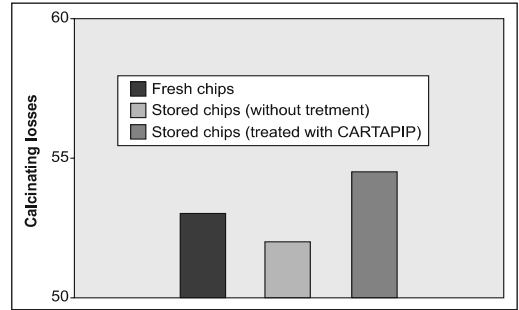 60
Fresh chips
Stored chips (without tretment)
Stored chips (treated with CARTAPIP)
55
50
Calcinating losses